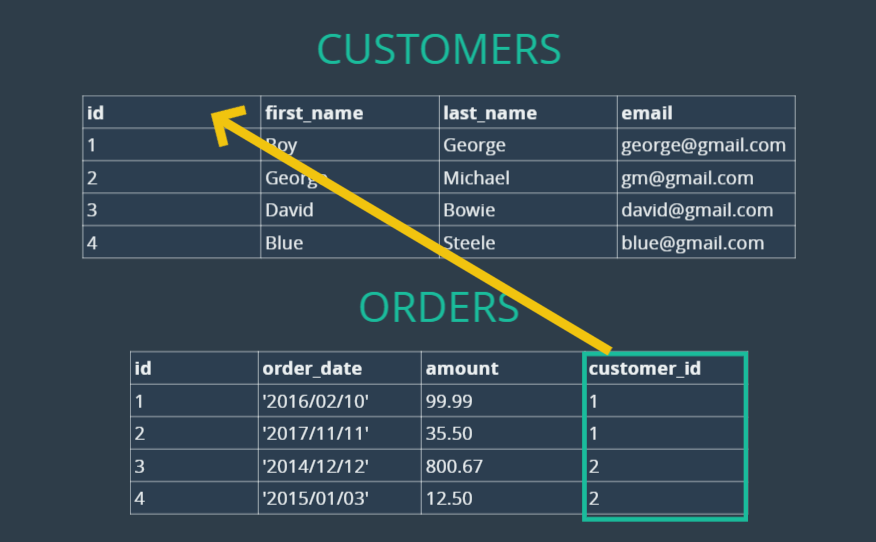 CUSTOMERS
id first_name last_name email
1 Boy George george@gmail.com
2 George Michael gm@gmail.com
3 David Bowie david@gmail.com
4 Blue Steele blue@gmail.com
ORDERS
id order_date amount customer_id
1 '2016/02/10' 99.99 1
2 '2017/11/11' 35.50 1
3 '2014/12/12' 800.67 2
4 '2015/01/03' 12.50 2